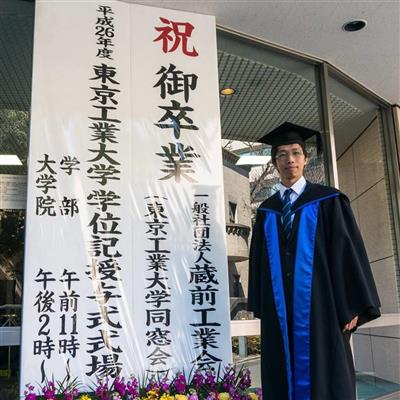 祝 御卒業
一般社団法人 蔵前工業会
(東京工業大学同窓会)
平成26年度
東京工業大学学位記授与式式場
学部 午前11時～
大学院 午後2時～